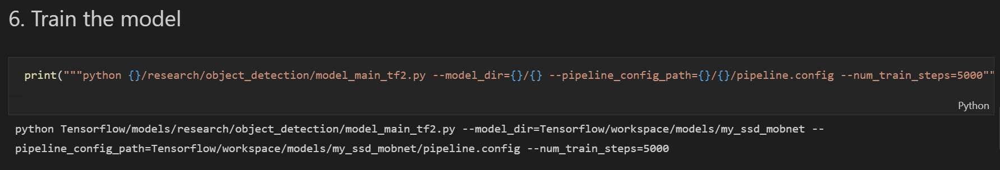 6. Train the model
print("""python {}/research/object_detection/model_main_tf2.py --model_dir={}/{} --pipeline_config_path={}/{}/pipeline.config --num_train_steps=5000""
Python
python Tensorflow/models/research/object_detection/model_main_tf2.py --model_dir=Tensorflow/workspace/models/my_ssd_mobnet --
pipeline_config_path=Tensorflow/workspace/models/my_ssd_mobnet/pipeline.config --num_train_steps=5000